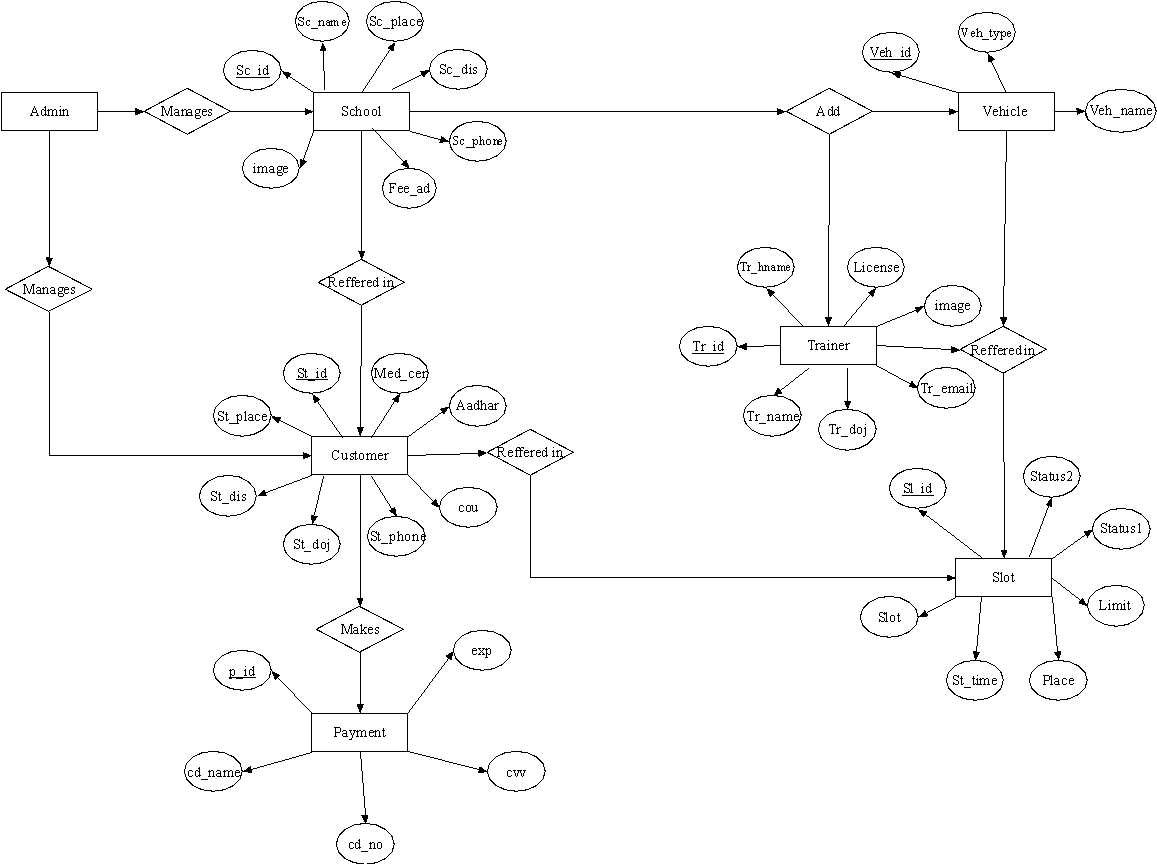 Sc_name
Sc_place
Veh_type
Veh_id
Sc_id
Sc_dis
Admin
Manages
School
Add
Vehicle
Veh_name
Sc_phone
image
Fee_ad
Tr_hname
License
Manages
Reffered in
image
Tr_id
Trainer
Reffered in
St_id
Med_cer
Tr_email
Aadhar
St_place
Tr_name
Tr_doj
Customer
Reffered in
Status2
Sl_id
St_dis
cou
Status1
St_doj
St_phone
Slot
Limit
Slot
Makes
exp
p_id
St_time
Place
Payment
cd_name
cvv
cd_no